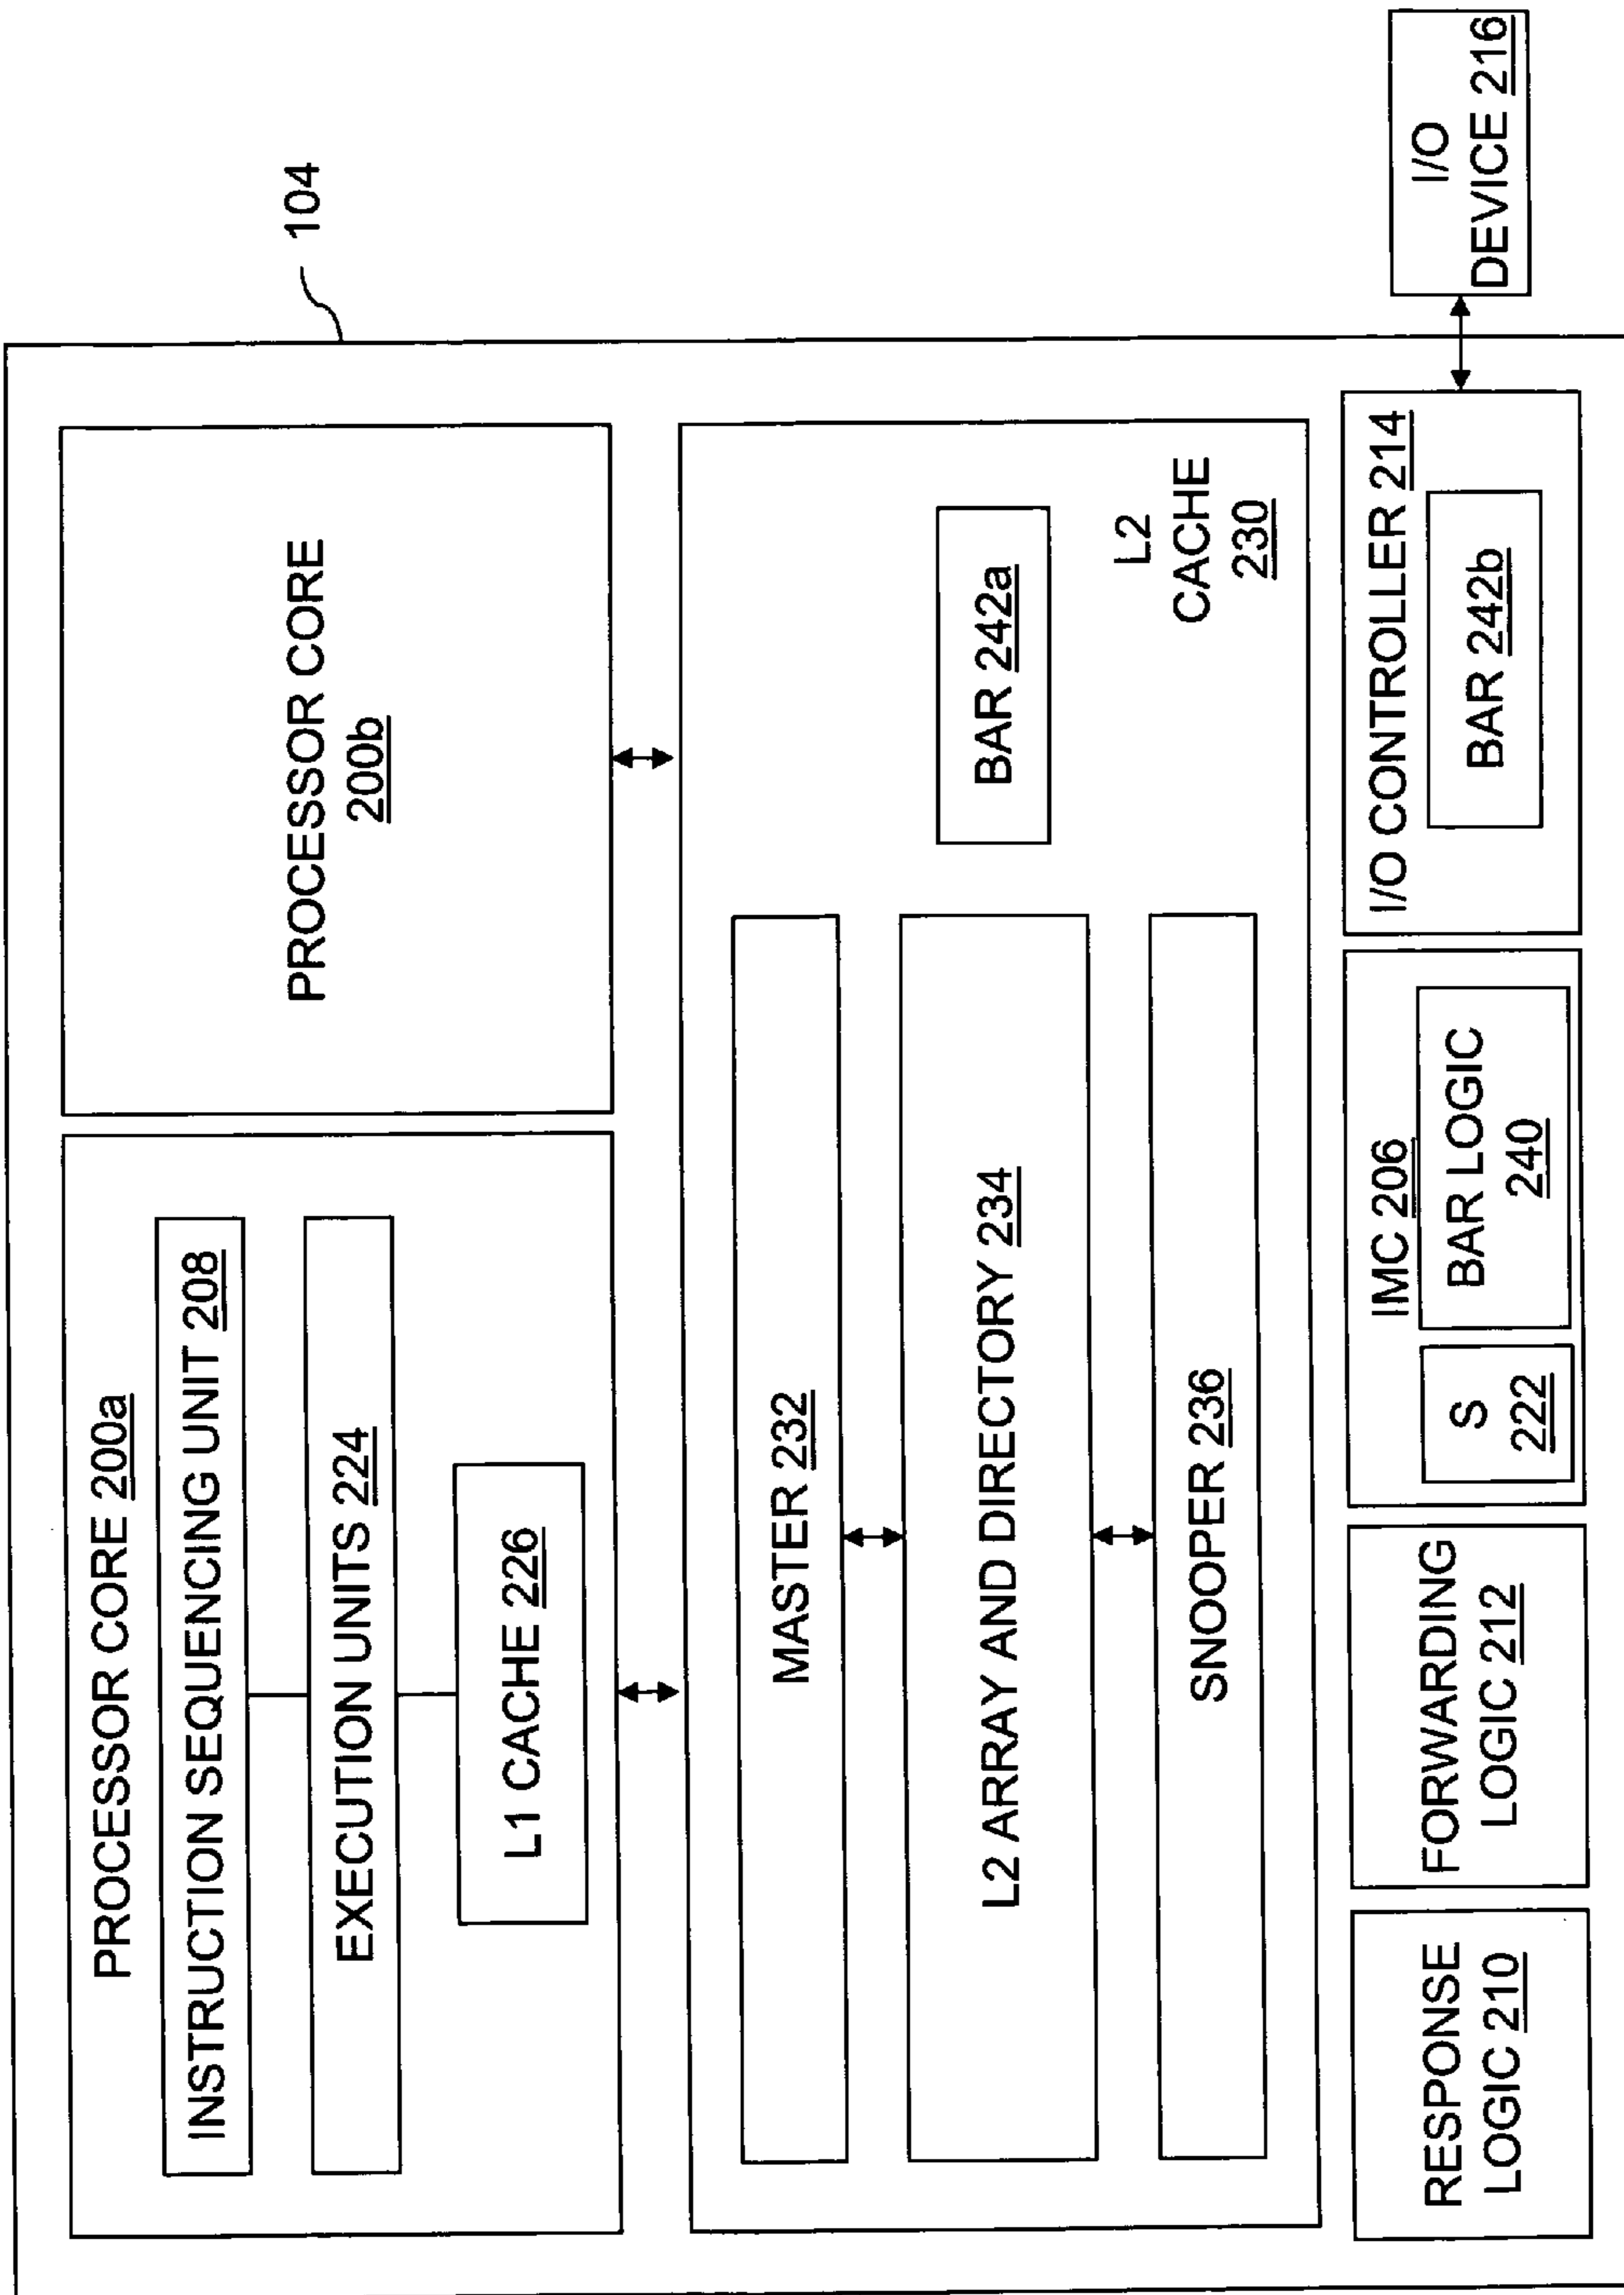 104
PROCESSOR CORE 200a
INSTRUCTION SEQUENCING UNIT 208
EXECUTION UNITS 224
L1 CACHE 226
PROCESSOR CORE
200b
MASTER 232
L2 ARRAY AND DIRECTORY 234
SNOOPER 236
BAR 242a
L2
CACHE
230
RESPONSE
LOGIC 210
FORWARDING
LOGIC 212
IMC 206
S
222
BAR LOGIC
240
I/O CONTROLLER 214
BAR 242b
I/O
DEVICE 216